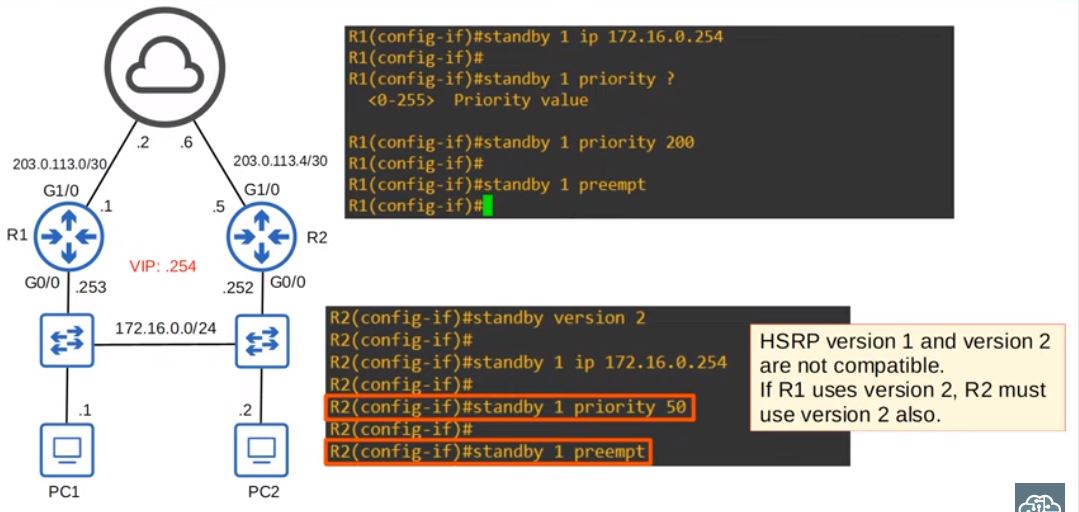 R1(config-if)#standby 1 ip 172.16.0.254
R1(config-if)#
R1(config-if)#standby 1 priority ?
<0-255> Priority value
R1(config-if)#standby 1 priority 200
R1(config-if)#
R1(config-if)#standby 1 preempt
R1(config-if)#
.2 .6
203.0.113.0/30 203.0.113.4/30
G1/0 G1/0
.1 .5
R1 R2
VIP: .254
G0/0 .253 .252 G0/0
172.16.0.0/24
.1 .2
PC1 PC2
R2(config-if)#standby version 2
R2(config-if)#
R2(config-if)#standby 1 ip 172.16.0.254
R2(config-if)#
R2(config-if)#standby 1 priority 50
R2(config-if)#
R2(config-if)#standby 1 preempt
HSRP version 1 and version 2
are not compatible.
If R1 uses version 2, R2 must
use version 2 also.